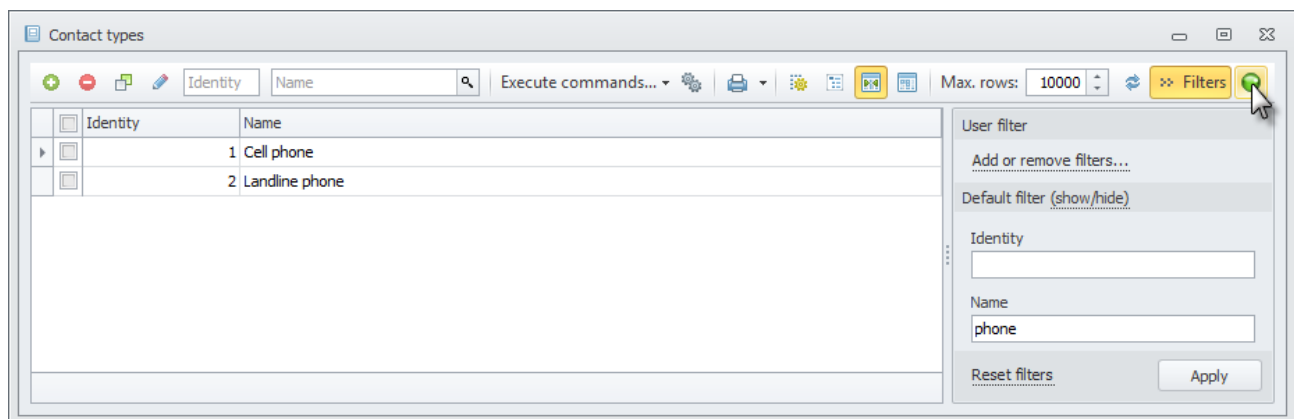 Contact types
Identity Name Execute commands... Max. rows: 10000 >> Filters
Identity Name
1 Cell phone
2 Landline phone
User filter
Add or remove filters...
Default filter (show/hide)
Identity
Name
phone
Reset filters Apply